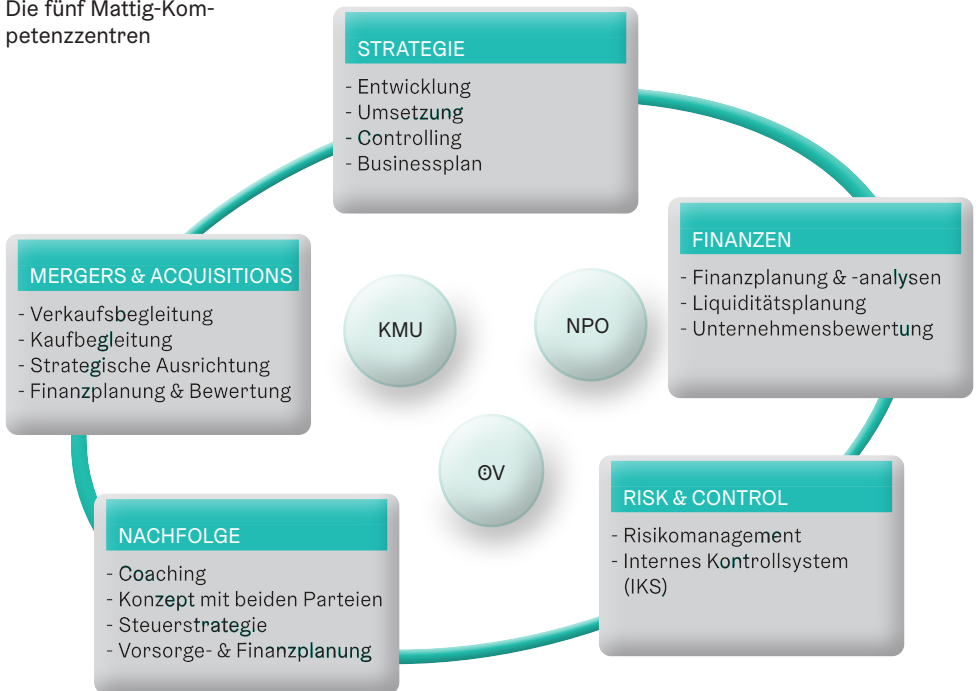 Die fünf Mattig-Kom-
petenzzentren
STRATEGIE
- Entwicklung
- Umsetzung
- Controlling
- Businessplan
FINANZEN
- Finanzplanung & -analysen
- Liquiditätsplanung
- Unternehmensbewertung
MERGERS & ACQUISITIONS
- Verkaufsbegleitung
- Kaufbegleitung
- Strategische Ausrichtung
- Finanzplanung & Bewertung
KMU
NPO
ÖV
RISK & CONTROL
- Risikomanagement
- Internes Kontrollsystem
(IKS)
NACHFOLGE
- Coaching
- Konzept mit beiden Parteien
- Steuerstrategie
- Vorsorge- & Finanzplanung